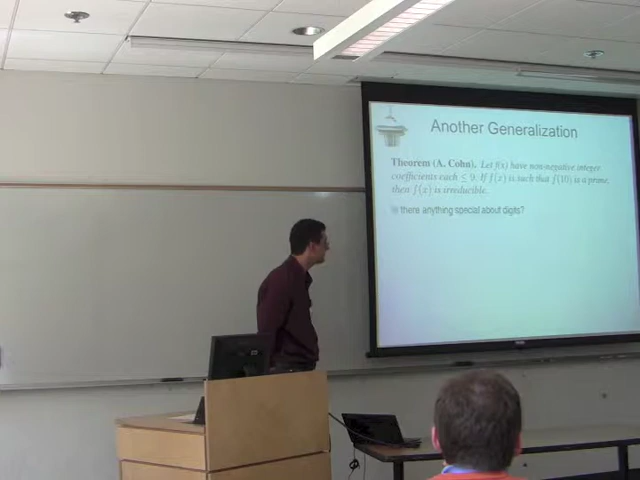 Another Generalization
Theorem (A. Cohn). Let f(x) have non-negative integer
coefficients each ≤ 9. If f(x) is such that f(10) is a prime,
then f(x) is irreducible.
there anything special about digits?